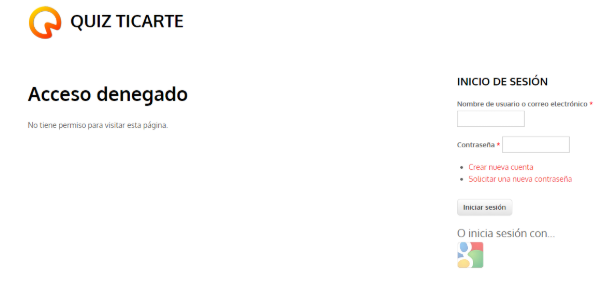 QUIZ TICARTE
Acceso denegado
No tiene permiso para visitar esta página.
INICIO DE SESIÓN
Nombre de usuario o correo electrónico *
Contraseña *
Crear nueva cuenta
Solicitar una nueva contraseña
Iniciar sesión
O inicia sesión con...